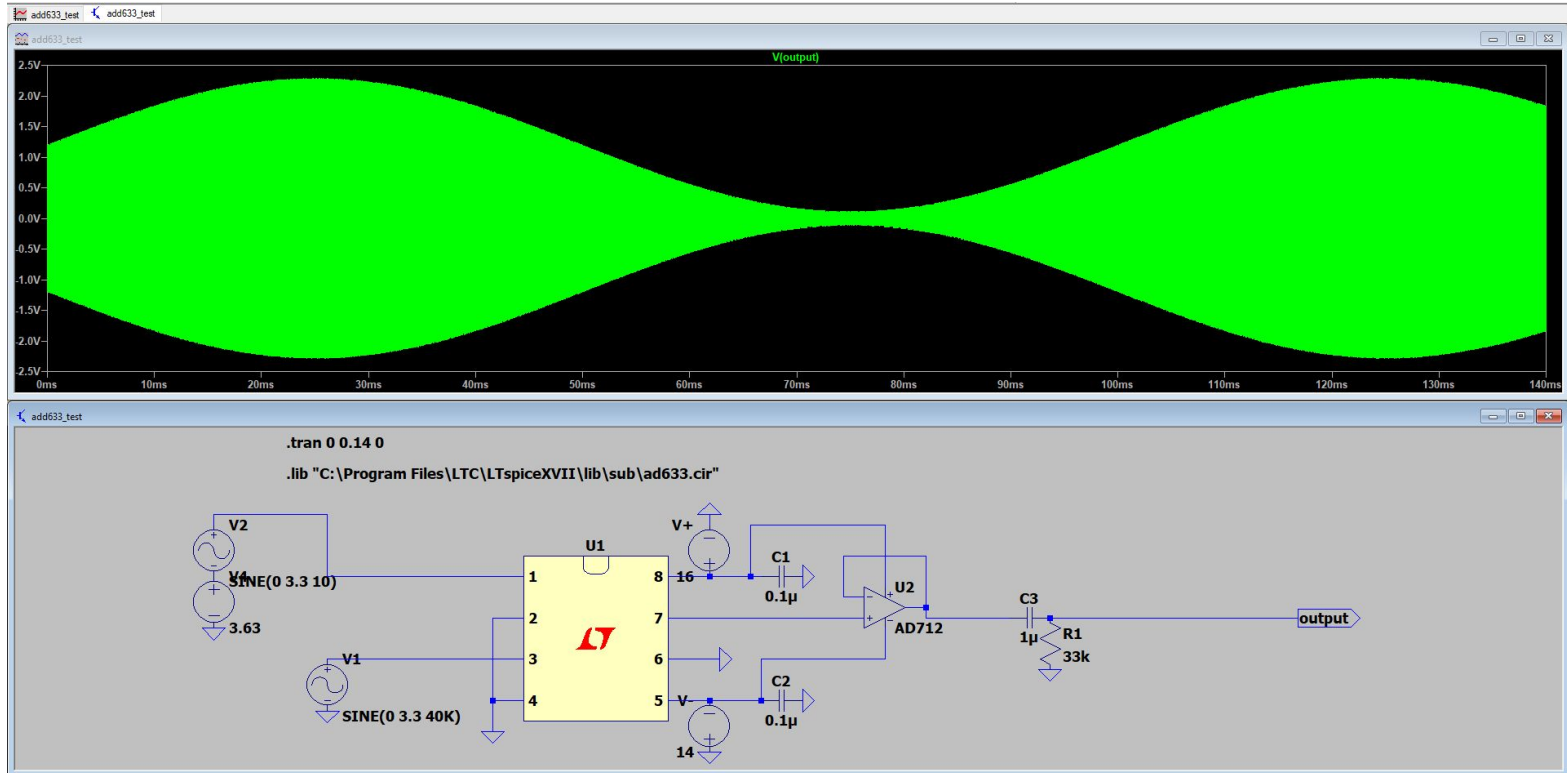 add633_test add633_test
add633_test
V(output)
2.5V
2.0V
1.5V
1.0V
0.5V
0.0V
-0.5V
-1.0V
-1.5V
-2.0V
-2.5V
0ms 10ms 20ms 30ms 40ms 50ms 60ms 70ms 80ms 90ms 100ms 110ms 120ms 130ms 140ms
add633_test
.tran 0 0.14 0
.lib "C:\Program Files\LTC\LTspiceXVII\lib\sub\ad633.cir"
V2
SINE(0 3.3 10)
V4
3.63
V1
SINE(0 3.3 40K)
U1
1
2
3
4
8
7
6
5
V+
16
C1
0.1µ
V-
14
C2
0.1µ
U2
AD712
C3
1µ
R1
33k
output